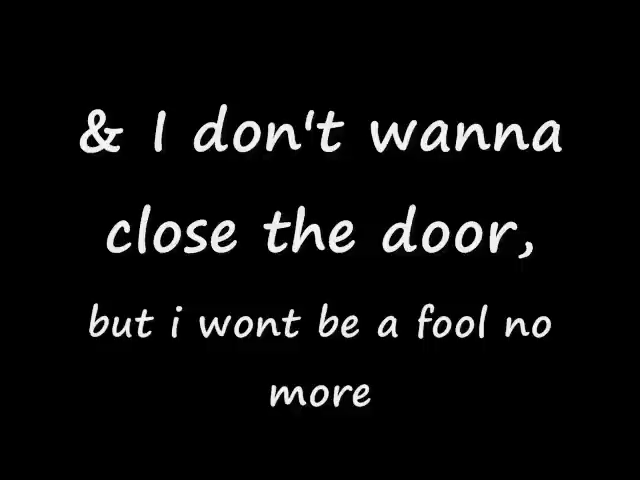 & I don't wanna
close the door,
but i wont be a fool no
more